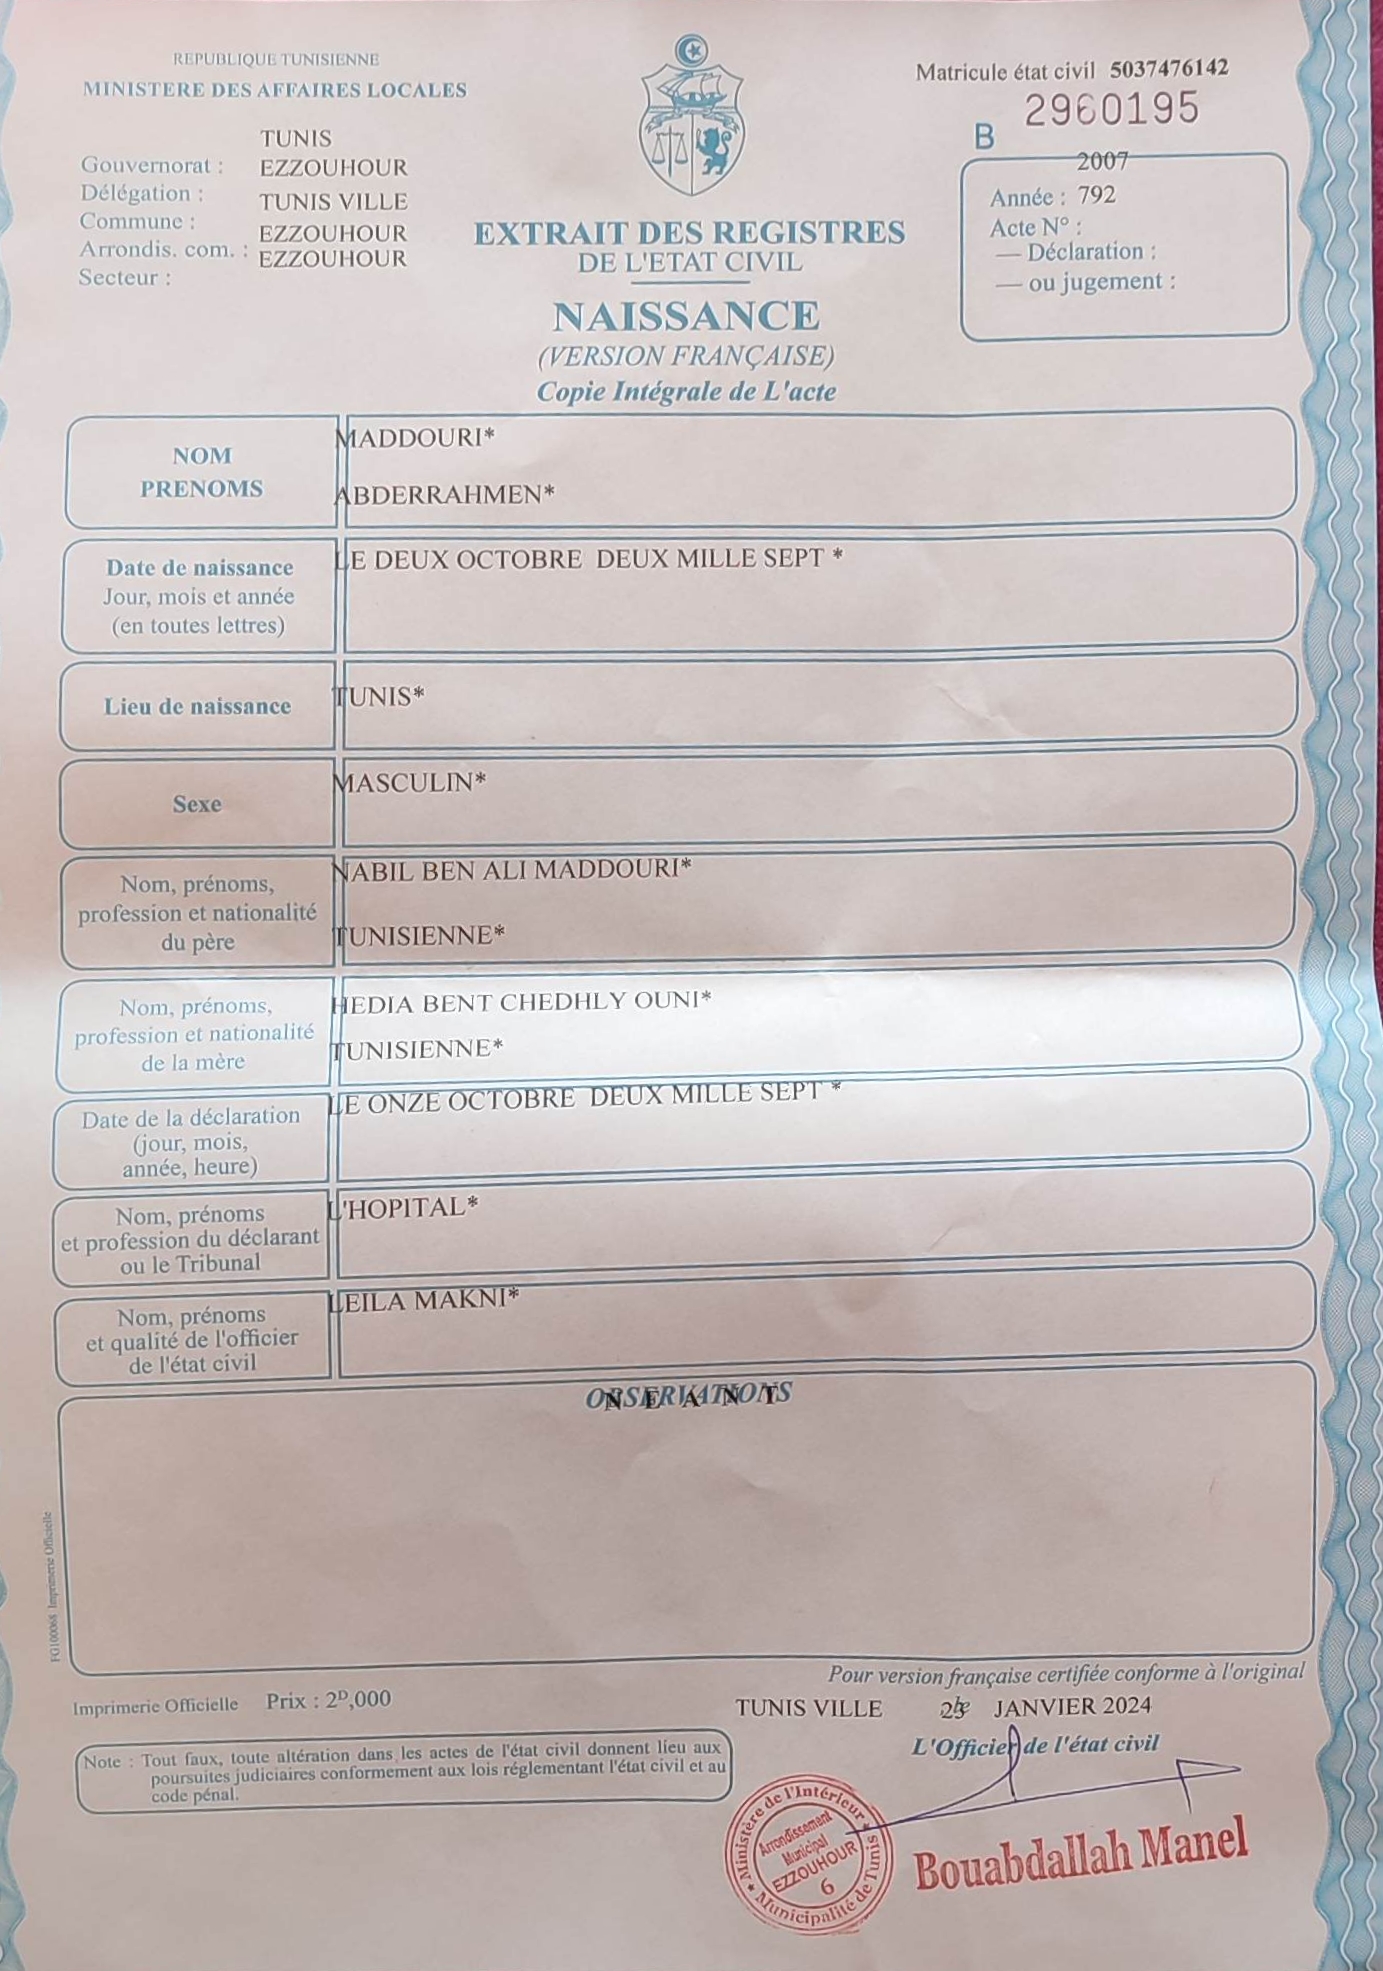 REPUBLIQUE TUNISIENNE
MINISTERE DES AFFAIRES LOCALES
TUNIS
Gouvernorat : EZZOUHOUR
Délégation : TUNIS VILLE
Commune : EZZOUHOUR
Arrondis. com. : EZZOUHOUR
Secteur :
Matricule état civil 5037476142
B 2960195
2007
Année : 792
Acte N° :
— Déclaration :
— ou jugement :
EXTRAIT DES REGISTRES
DE L'ETAT CIVIL
NAISSANCE
(VERSION FRANÇAISE)
Copie Intégrale de L'acte
NOM
PRENOMS
MADDOURI*
ABDERRAHMEN*
Date de naissance
Jour, mois et année
(en toutes lettres)
LE DEUX OCTOBRE DEUX MILLE SEPT *
Lieu de naissance
TUNIS*
Sexe
MASCULIN*
Nom, prénoms,
profession et nationalité
du père
NABIL BEN ALI MADDOURI*
TUNISIENNE*
Nom, prénoms,
profession et nationalité
de la mère
HEDIA BENT CHEDHLY OUNI*
TUNISIENNE*
Date de la déclaration
(jour, mois,
année, heure)
LE ONZE OCTOBRE DEUX MILLE SEPT *
Nom, prénoms
et profession du déclarant
ou le Tribunal
L'HOPITAL*
Nom, prénoms
et qualité de l'officier
de l'état civil
LEILA MAKNI*
OBSERVATIONS
N E A N T
FG100068 Imprimerie Officielle
Pour version française certifiée conforme à l'original
Imprimerie Officielle Prix : 2D,000
TUNIS VILLE JANVIER 2024
L'Officier de l'état civil
Note : Tout faux, toute altération dans les actes de l'état civil donnent lieu aux
poursuites judiciaires conformement aux lois réglementant l'état civil et au
code pénal.
Ministère de l'Intérieur
Arrondissement
Municipal
EZZOUHOUR
6
Municipalité de Tunis
Bouabdallah Manel